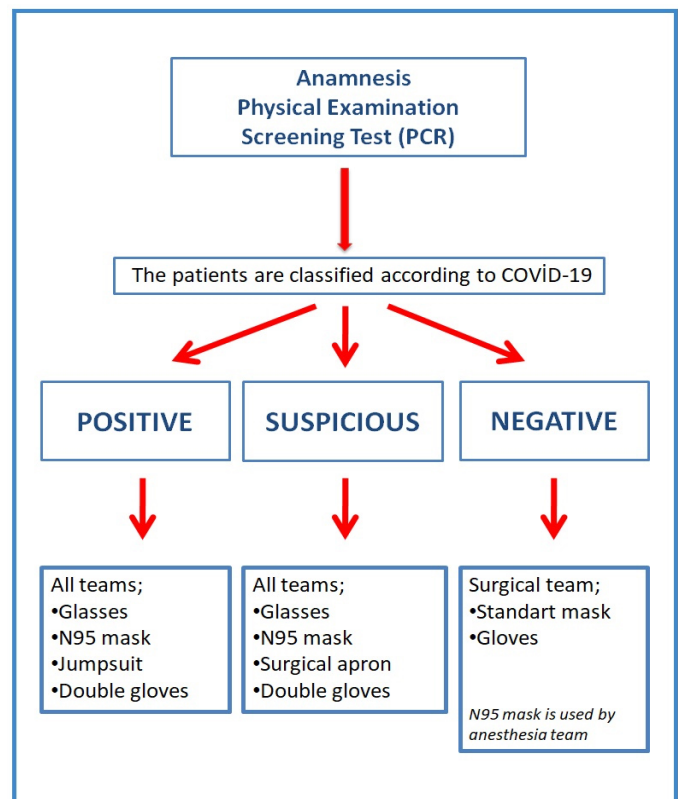 Anamnesis
Physical Examination
Screening Test (PCR)
The patients are classified according to COVİD-19
POSITIVE
SUSPICIOUS
NEGATIVE
All teams;
•Glasses
•N95 mask
•Jumpsuit
•Double gloves
All teams;
•Glasses
•N95 mask
•Surgical apron
•Double gloves
Surgical team;
•Standart mask
•Gloves
N95 mask is used by
anesthesia team